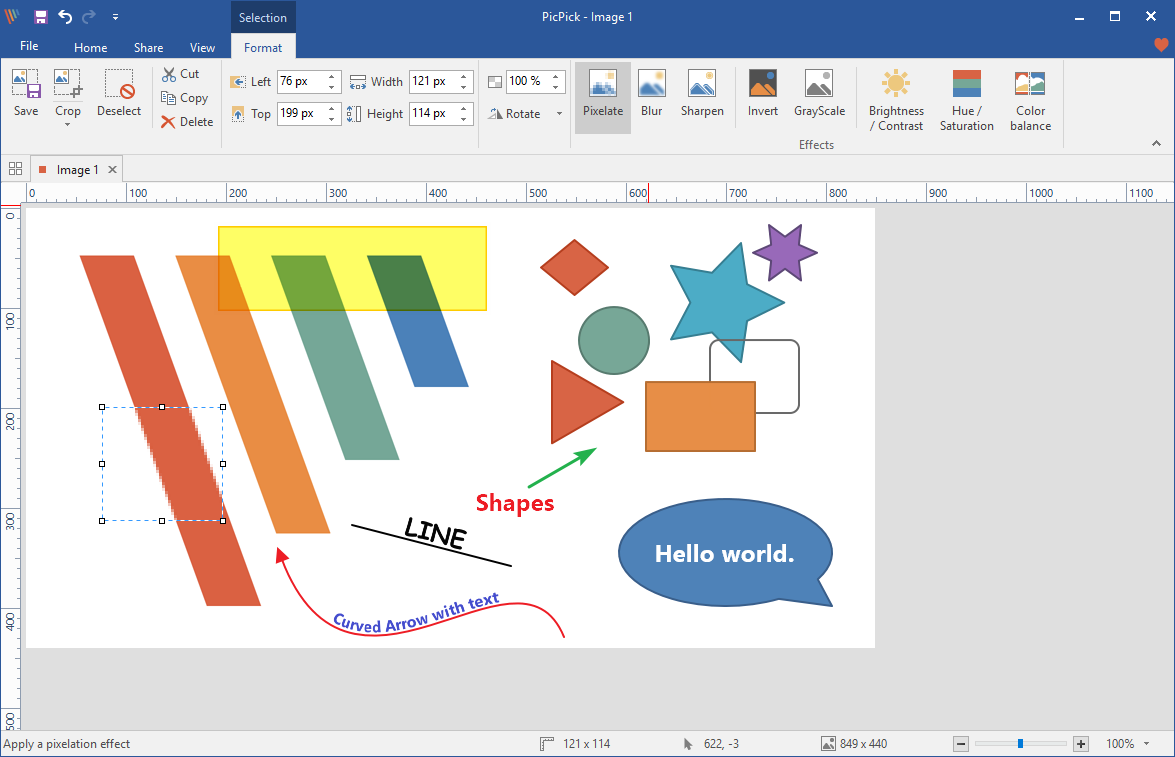 Selection
PicPick - Image 1
File
Home
Share
View
Format
Save
Crop
Deselect
Cut
Copy
Delete
Left
76 px
Width
121 px
Top
199 px
Height
114 px
100 %
Rotate
Pixelate
Blur
Sharpen
Invert
GrayScale
Brightness
/ Contrast
Hue /
Saturation
Color
balance
Effects
Image 1
0
100
200
300
400
500
600
700
800
900
1000
1100
0
100
200
300
400
500
Shapes
LINE
Hello world.
Curved Arrow with text
Apply a pixelation effect
121 x 114
622, -3
849 x 440
100%